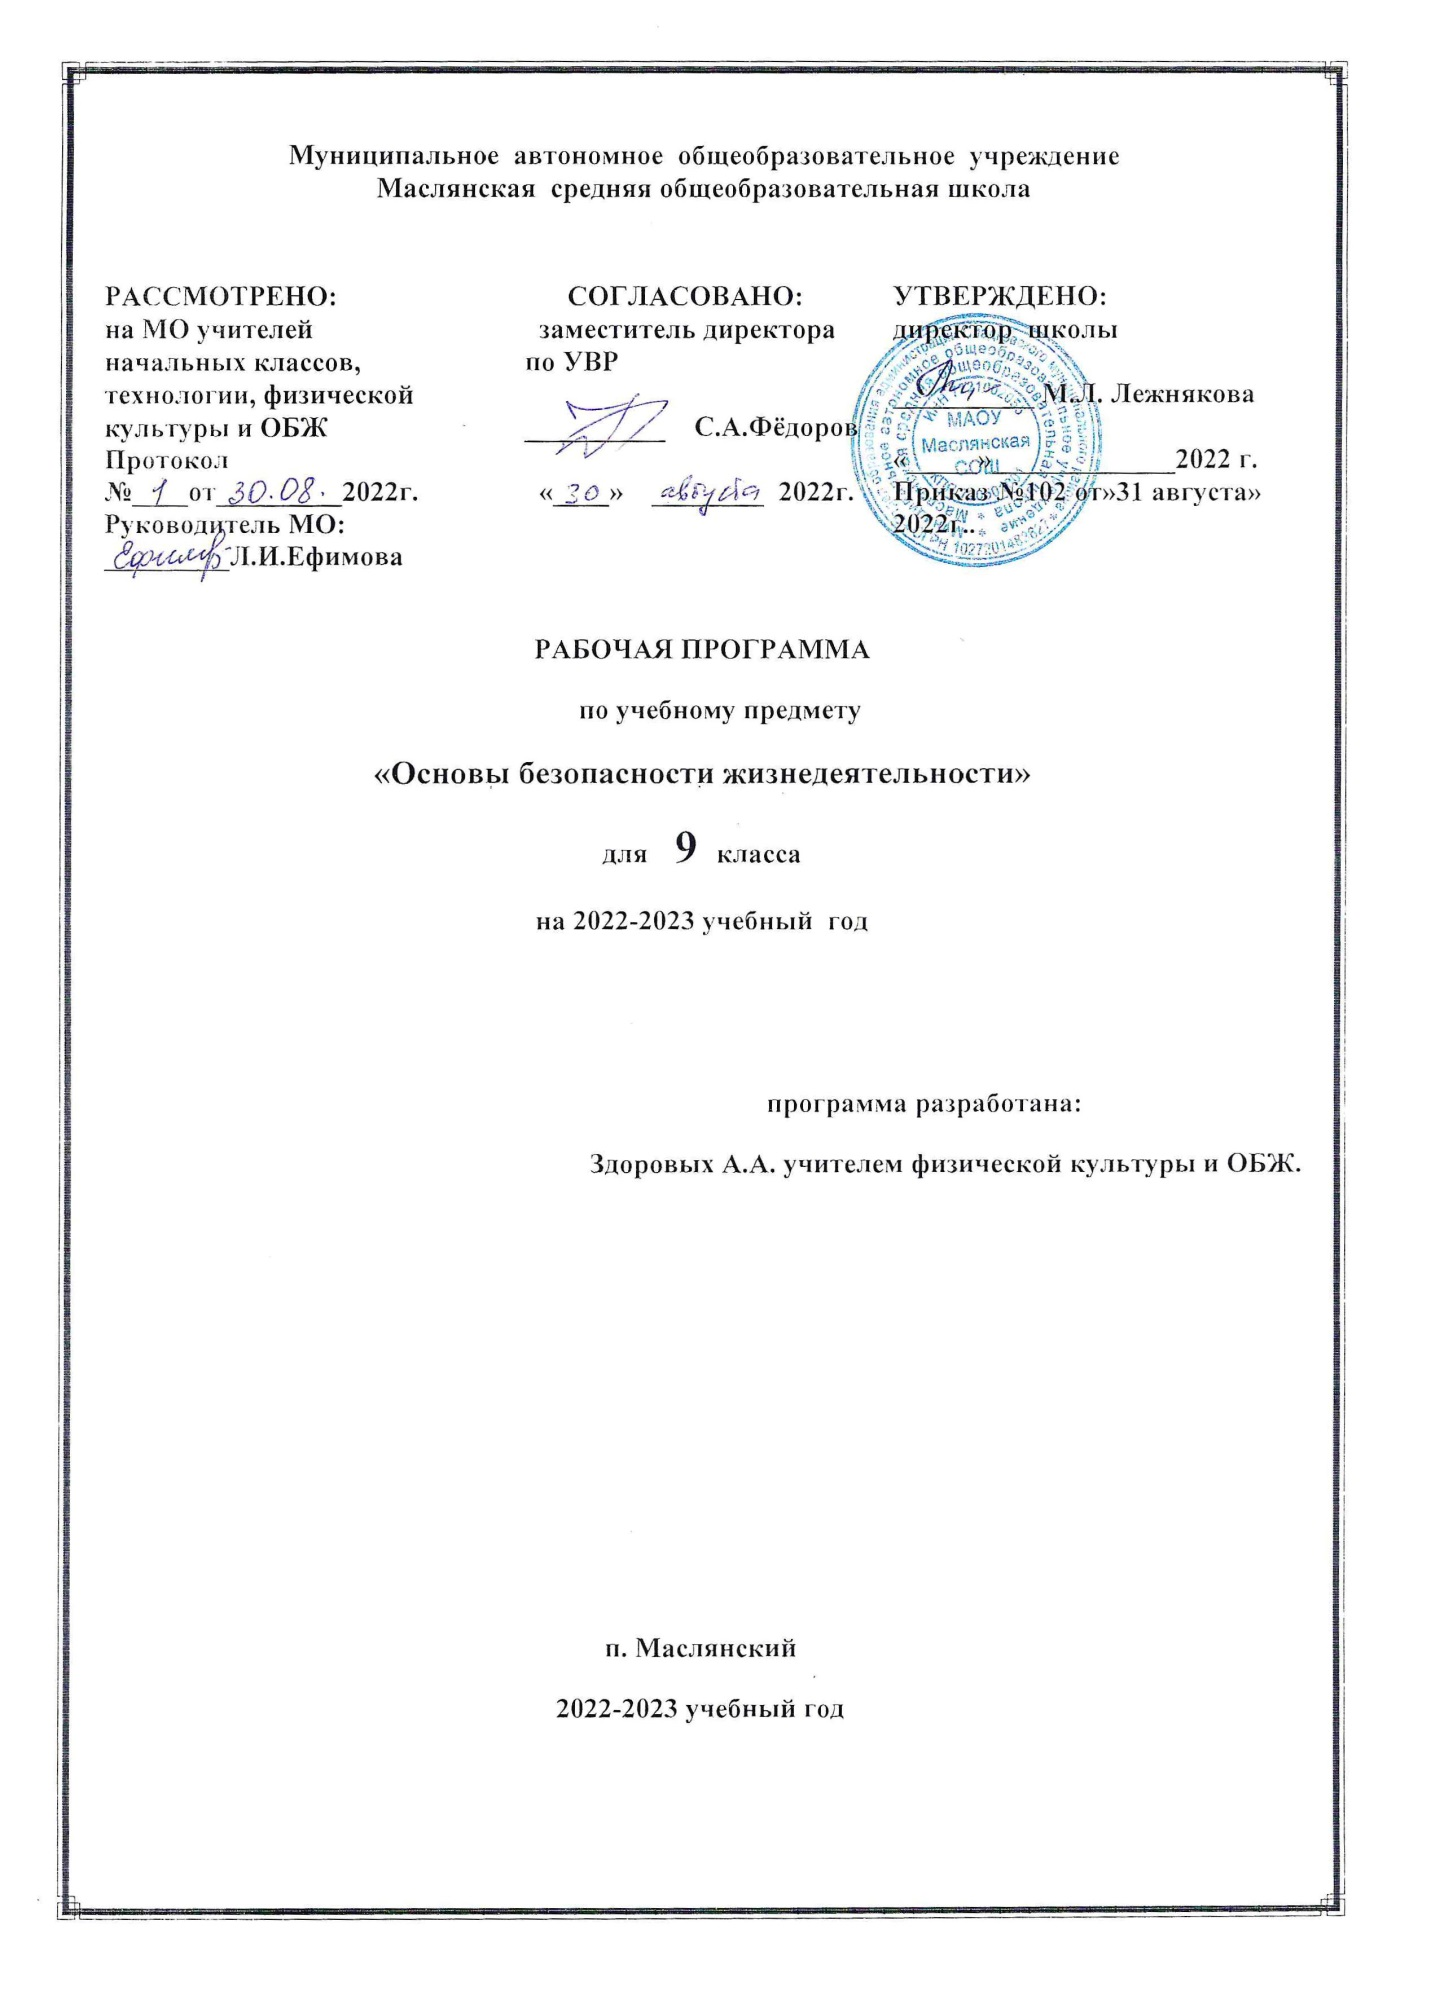 Муниципальное автономное общеобразовательное учреждение
Маслянская средняя общеобразовательная школа
РАССМОТРЕНО:
на МО учителей
начальных классов,
технологии, физической
культуры и ОБЖ
Протокол
№ 1 от 30.08. 2022г.
Руководитель МО:
Л.И.Ефимова
СОГЛАСОВАНО:
заместитель директора
по УВР
С.А.Фёдоров
« 30 » августа 2022г.
УТВЕРЖДЕНО:
директор школы
М.Л. Лежнякова
«_____»_____________2022 г.
Приказ №102 от»31 августа»
2022г..
МАОУ
Маслянская
СОШ
РАБОЧАЯ ПРОГРАММА
по учебному предмету
«Основы безопасности жизнедеятельности»
для 9 класса
на 2022-2023 учебный год
программа разработана:
Здоровых А.А. учителем физической культуры и ОБЖ.
п. Маслянский
2022-2023 учебный год